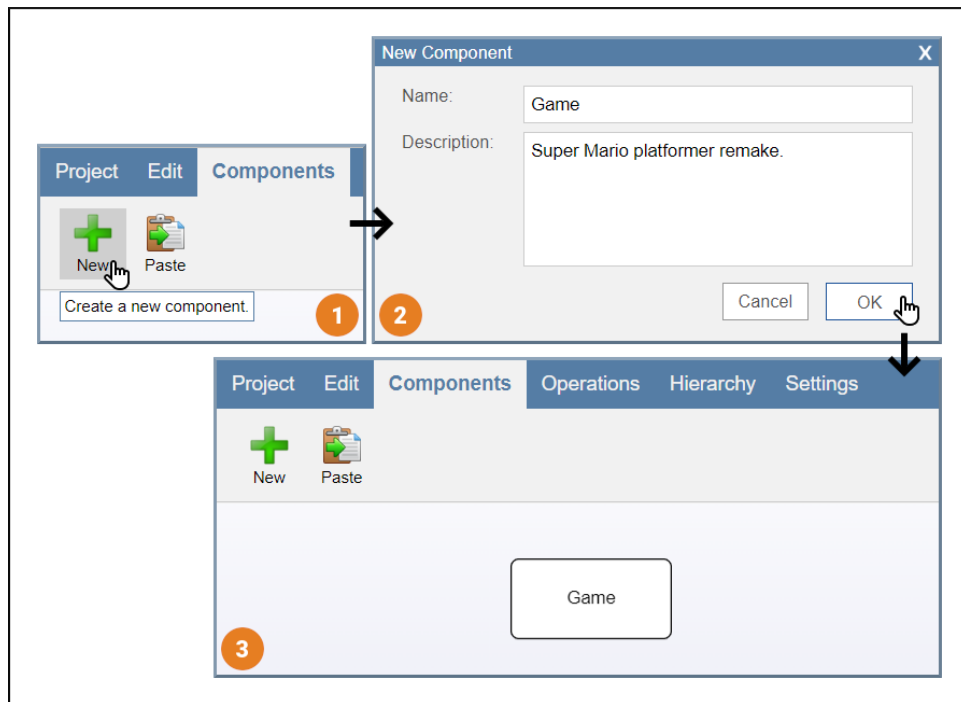 Project Edit Components
New Paste
Create a new component.
1
New Component X
Name: Game
Description: Super Mario platformer remake.
Cancel OK
2
Project Edit Components Operations Hierarchy Settings
New Paste
Game
3